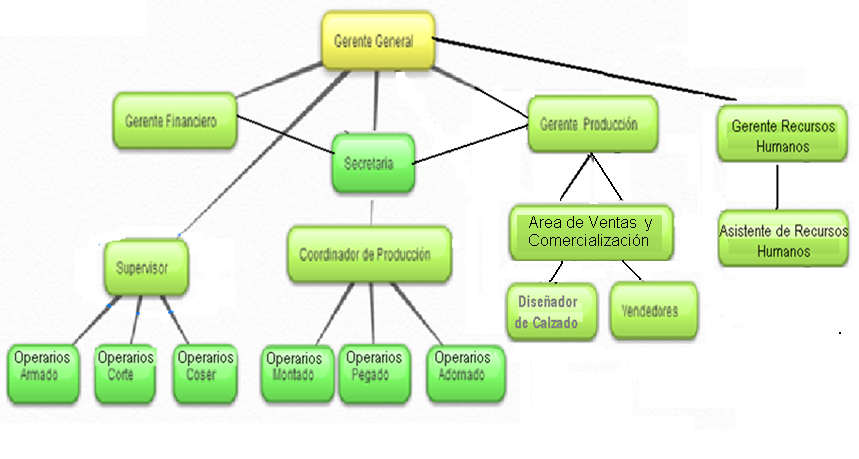 Gerente General
Gerente Financiero
Gerente Producción
Gerente Recursos
Humanos
Secretaria
Area de Ventas y
Comercialización
Asistente de Recursos
Humanos
Supervisor
Coordinador de Producción
Diseñador
de Calzado
Vendedores
Operarios
Armado
Operarios
Corte
Operarios
Coser
Operarios
Montado
Operarios
Pegado
Operarios
Adornado